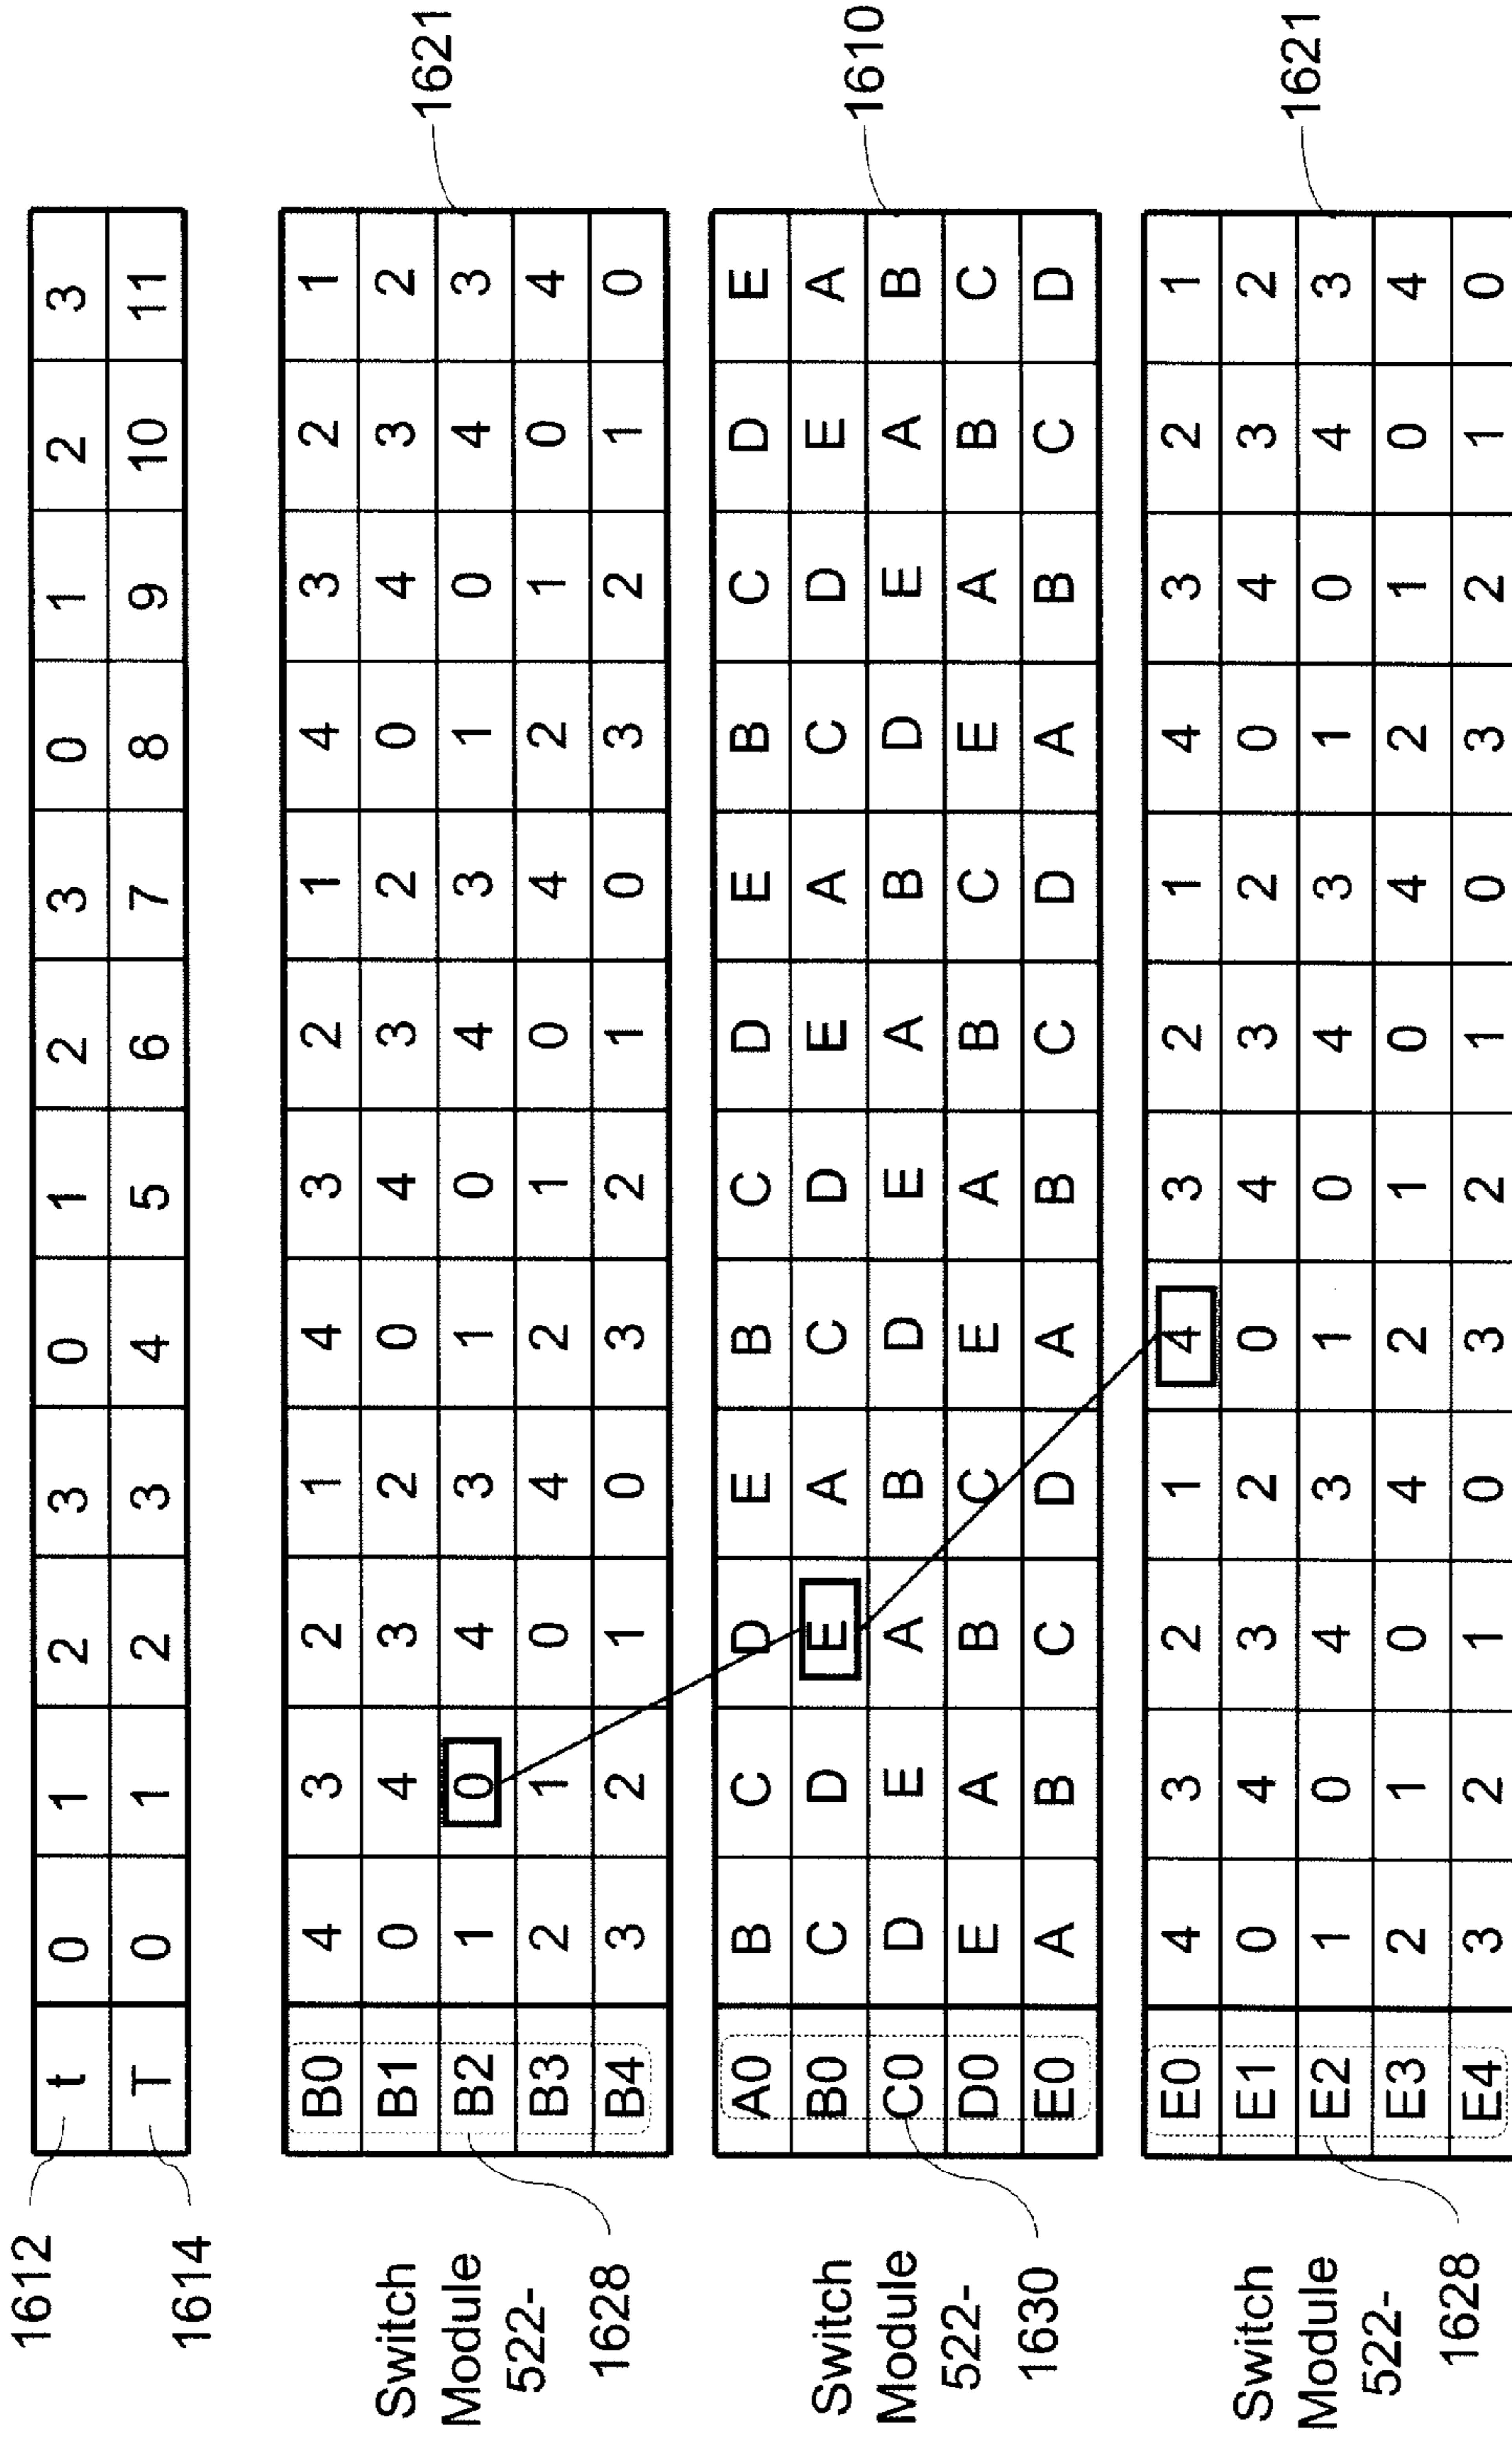 1612
1614
t 0 1 2 3 0 1 2 3 0 1 2 3
T 0 1 2 3 4 5 6 7 8 9 10 11
Switch
Module
522-
1628
B0 4 3 2 1 4 3 2 1 4 3 2 1
B1 0 4 3 2 0 4 3 2 0 4 3 2
B2 1 0 4 3 1 0 4 3 1 0 4 3
B3 2 1 0 4 2 1 0 4 2 1 0 4
B4 3 2 1 0 3 2 1 0 3 2 1 0
1621
Switch
Module
522-
1630
A0 B C D E B C D E B C D E
B0 C D E A C D E A C D E A
C0 D E A B D E A B D E A B
D0 E A B C E A B C E A B C
E0 A B C D A B C D A B C D
1610
Switch
Module
522-
1628
E0 4 3 2 1 4 3 2 1 4 3 2 1
E1 0 4 3 2 0 4 3 2 0 4 3 2
E2 1 0 4 3 1 0 4 3 1 0 4 3
E3 2 1 0 4 2 1 0 4 2 1 0 4
E4 3 2 1 0 3 2 1 0 3 2 1 0
1621